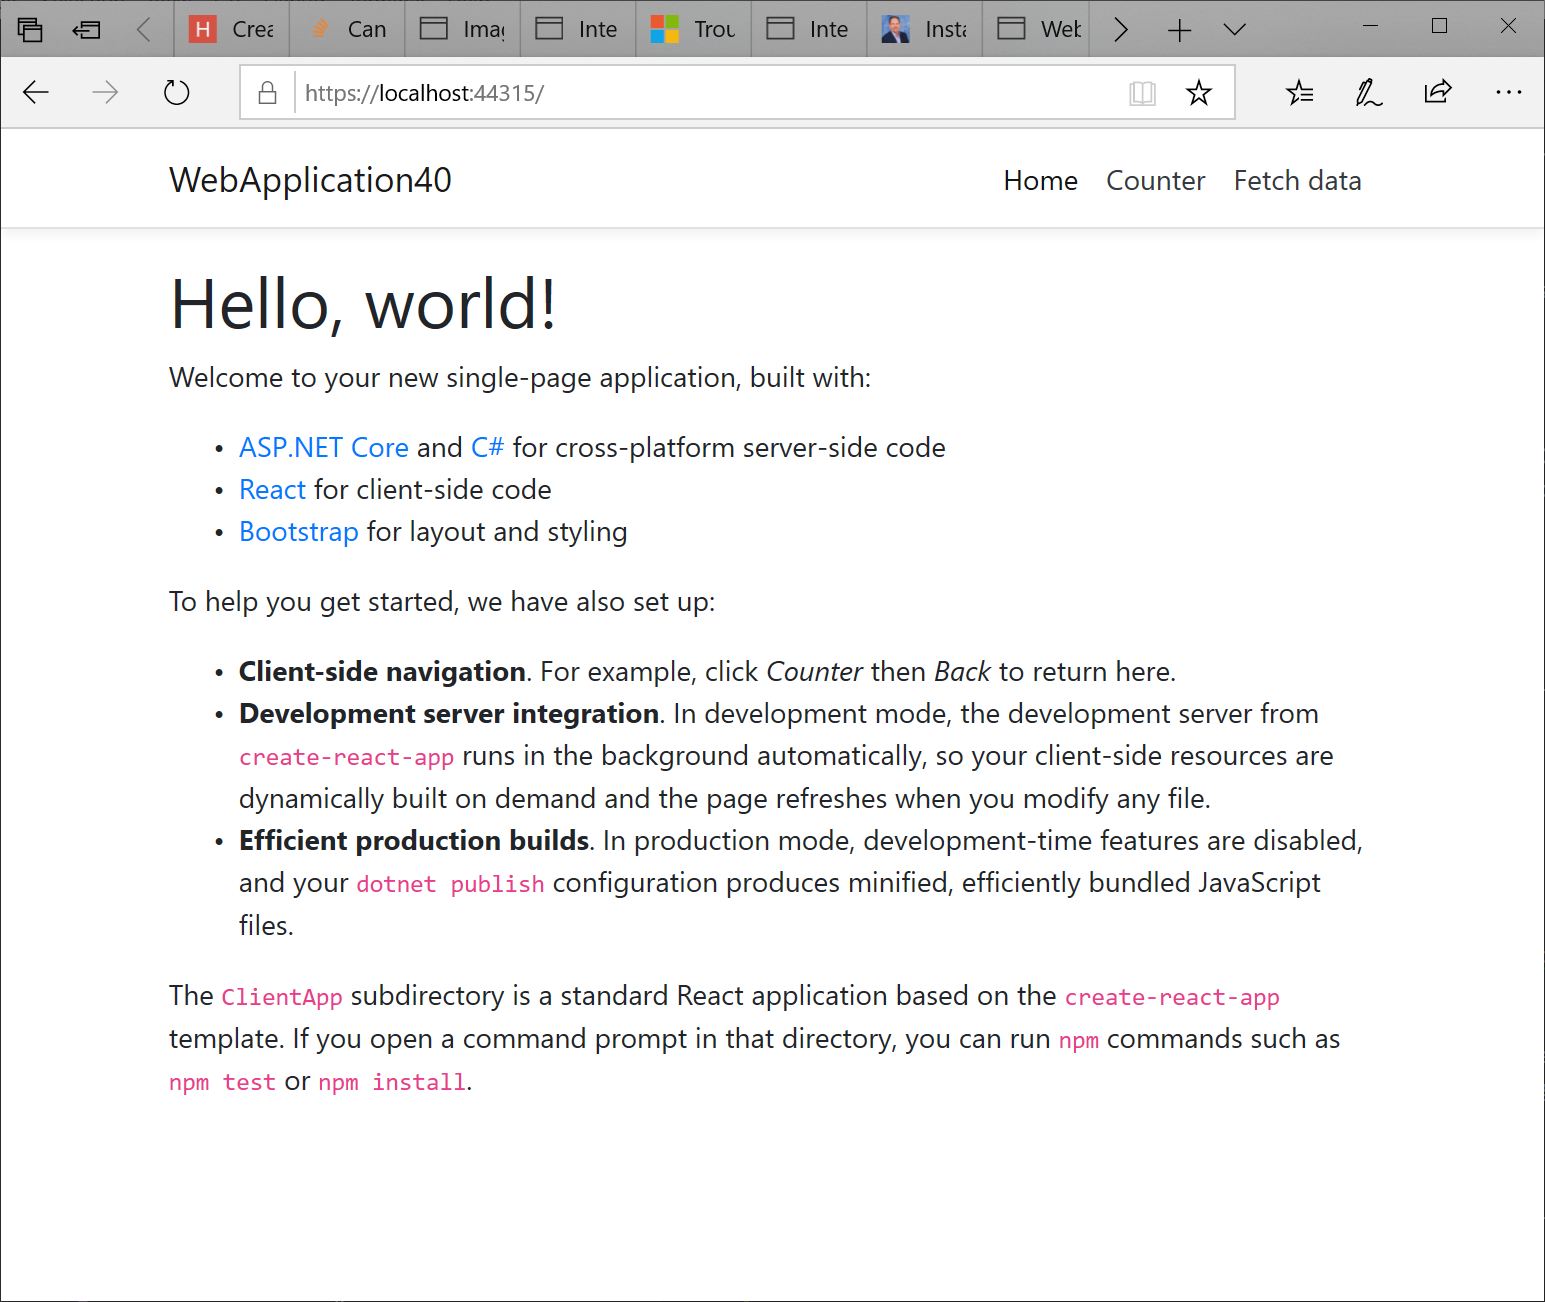 H Crea Can Imag Inte Trou Inte Insta Web
https://localhost:44315/
WebApplication40 Home Counter Fetch data
Hello, world!
Welcome to your new single-page application, built with:
• ASP.NET Core and C# for cross-platform server-side code
• React for client-side code
• Bootstrap for layout and styling
To help you get started, we have also set up:
• Client-side navigation. For example, click Counter then Back to return here.
• Development server integration. In development mode, the development server from
create-react-app runs in the background automatically, so your client-side resources are
dynamically built on demand and the page refreshes when you modify any file.
• Efficient production builds. In production mode, development-time features are disabled,
and your dotnet publish configuration produces minified, efficiently bundled JavaScript
files.
The ClientApp subdirectory is a standard React application based on the create-react-app
template. If you open a command prompt in that directory, you can run npm commands such as
npm test or npm install.